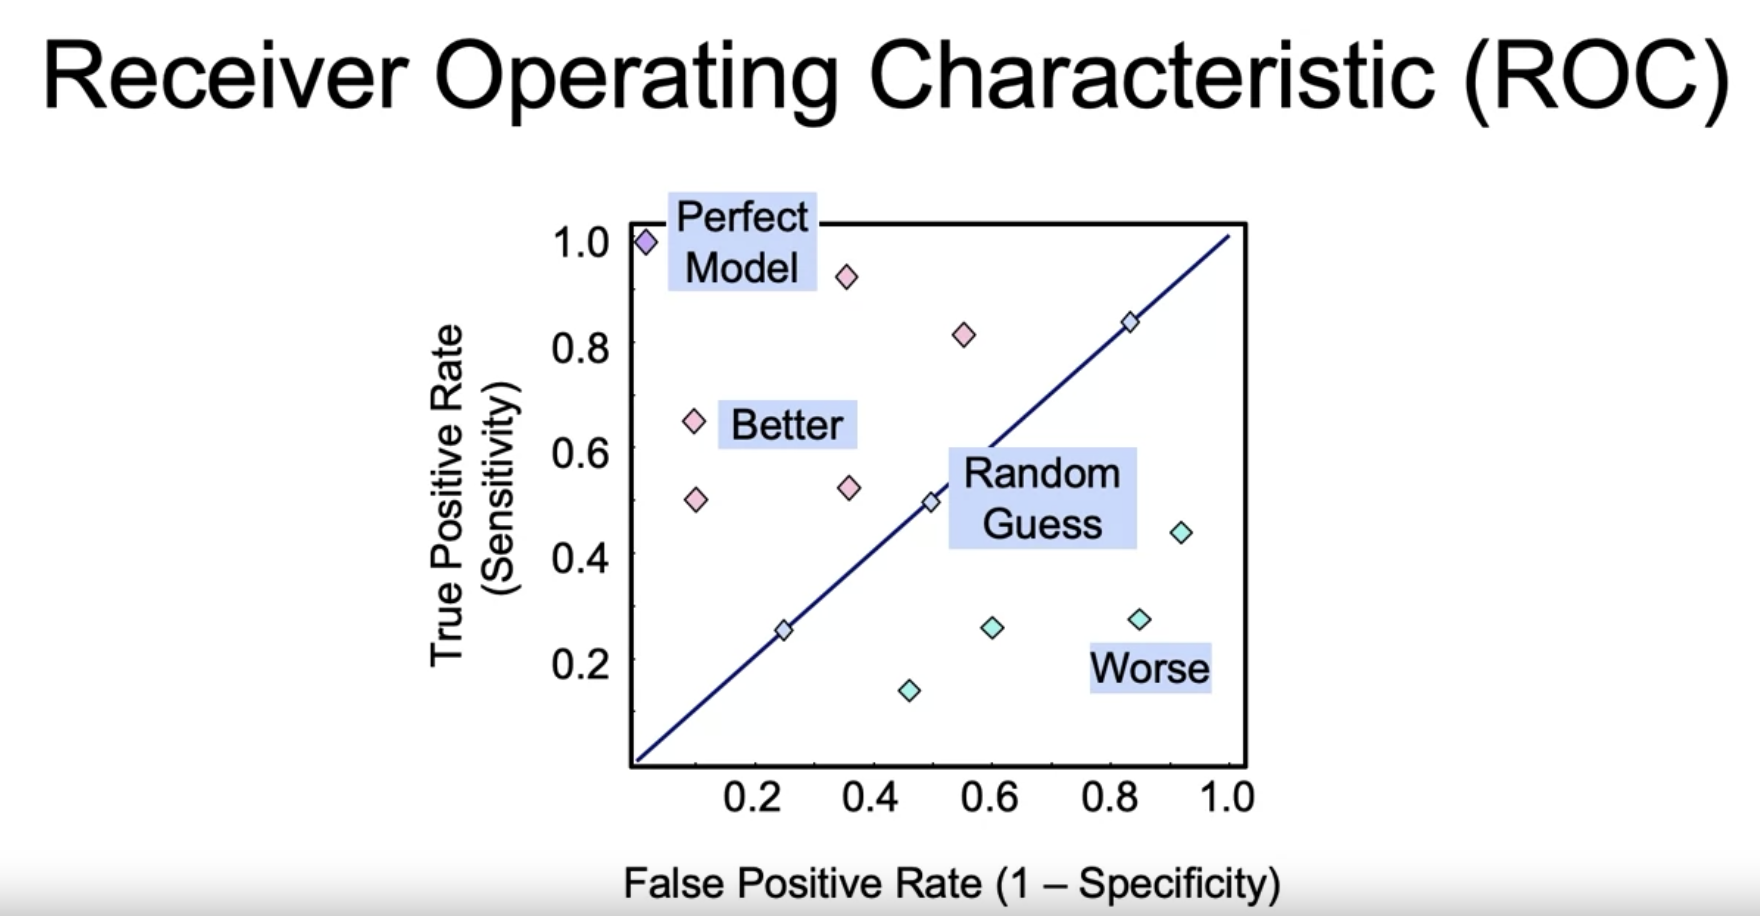 Receiver Operating Characteristic (ROC)
Perfect
Model
Better
Random
Guess
Worse
True Positive Rate
(Sensitivity)
1.0
0.8
0.6
0.4
0.2
0.2 0.4 0.6 0.8 1.0
False Positive Rate (1 – Specificity)